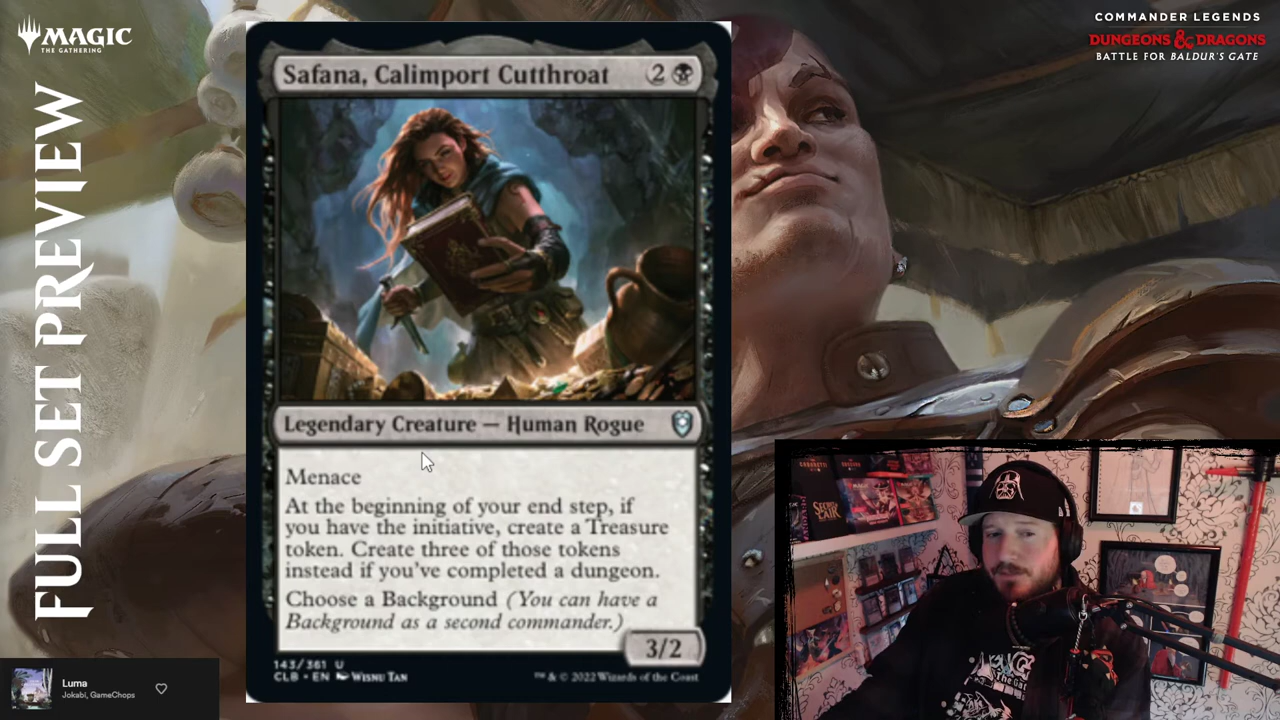 MAGIC
THE GATHERING
FULL SET PREVIEW
COMMANDER LEGENDS
DUNGEONS & DRAGONS
BATTLE FOR BALDUR'S GATE
Safana, Calimport Cutthroat 2
Legendary Creature — Human Rogue
Menace
At the beginning of your end step, if
you have the initiative, create a Treasure
token. Create three of those tokens
instead if you've completed a dungeon.
Choose a Background (You can have a
Background as a second commander.)
3/2
143/361 U
CLB • EN WISNU TAN
™ & © 2022 Wizards of the Coast
SECRET
LAIR
Luma
Jokabi, GameChops